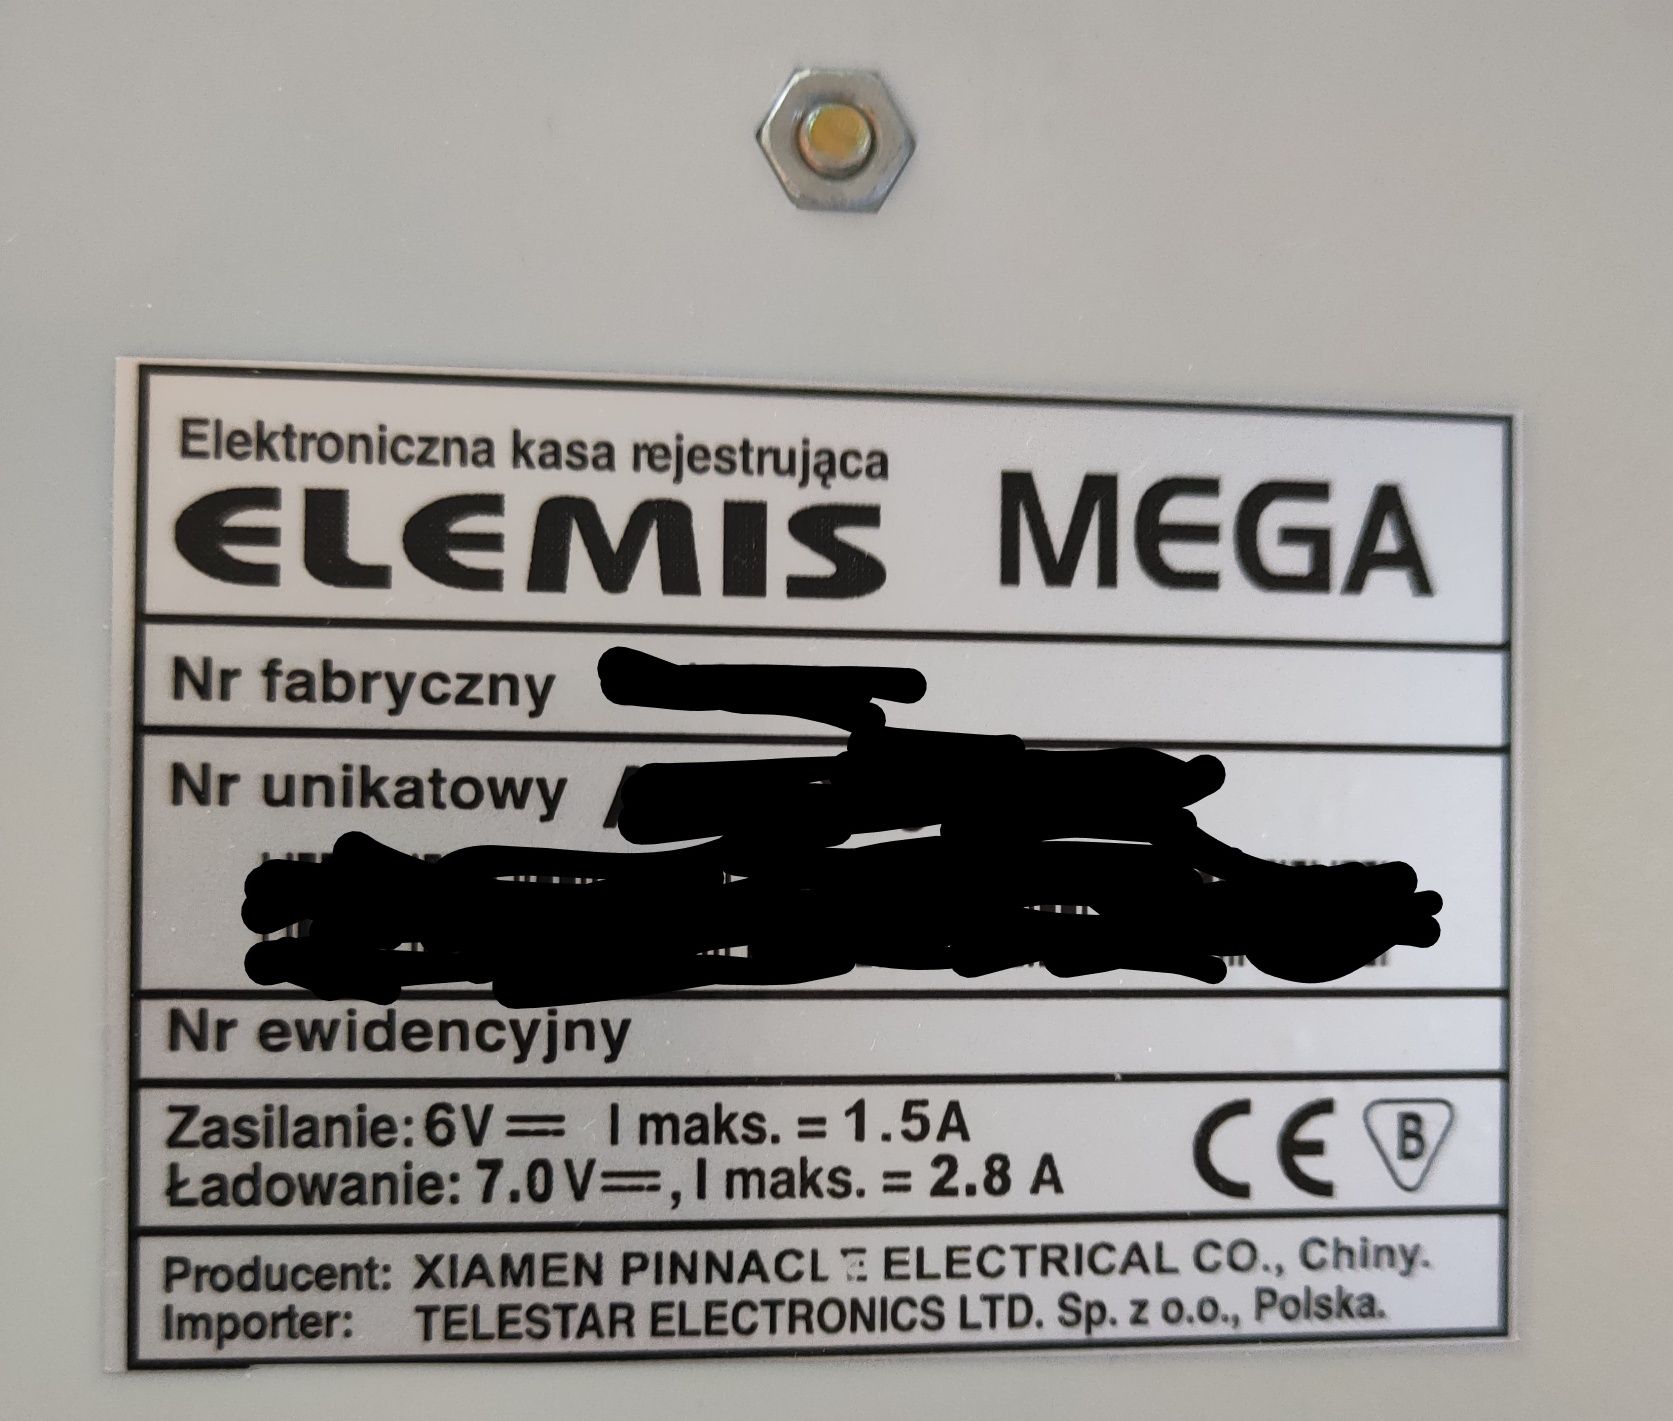 Elektroniczna kasa rejestrująca
ELEMIS MEGA
Nr fabryczny
Nr unikatowy
Nr ewidencyjny
Zasilanie: 6V⎓ I maks. = 1.5A
Ładowanie: 7.0V⎓, I maks. = 2.8 A
CE B
Producent: XIAMEN PINNACLE ELECTRICAL CO., Chiny.
Importer: TELESTAR ELECTRONICS LTD. Sp. z o.o., Polska.